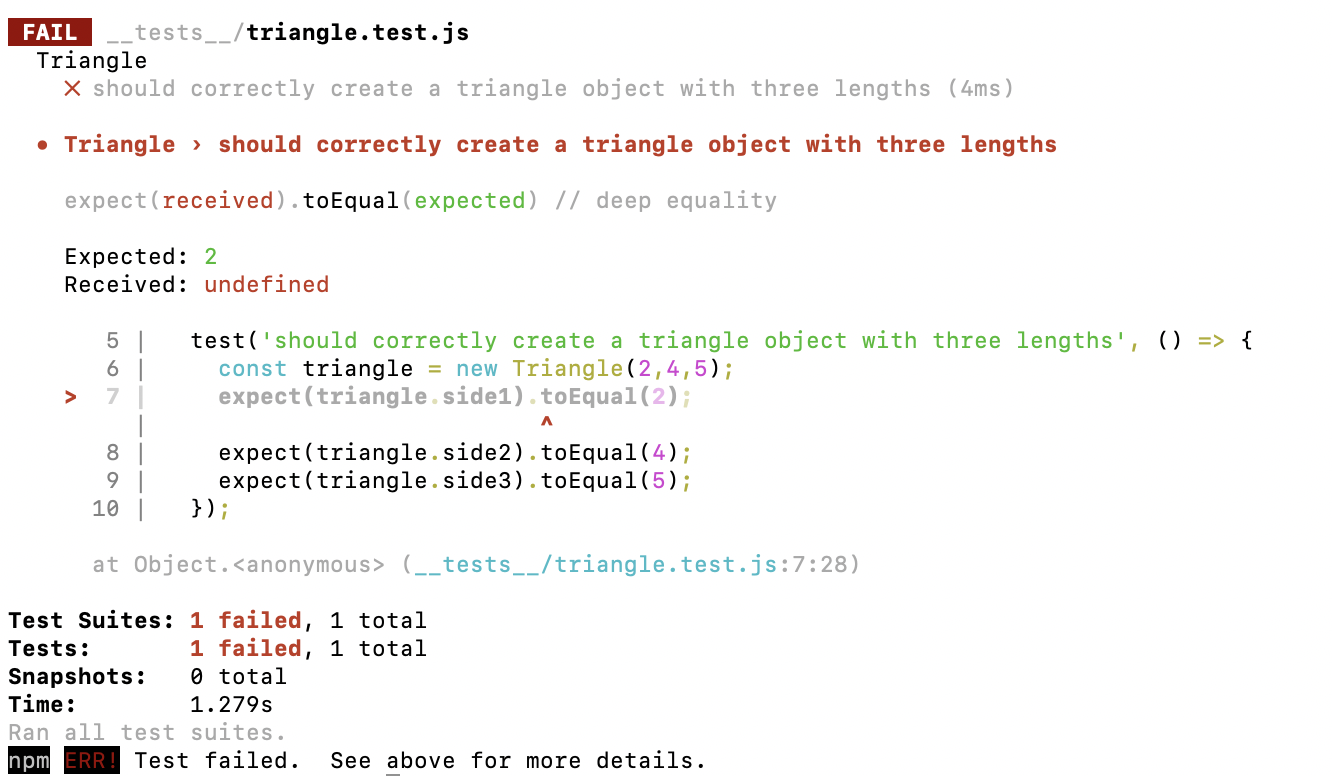 FAIL __tests__/triangle.test.js
Triangle
✕ should correctly create a triangle object with three lengths (4ms)
● Triangle › should correctly create a triangle object with three lengths
expect(received).toEqual(expected) // deep equality
Expected: 2
Received: undefined
5 |   test('should correctly create a triangle object with three lengths', () => {
6 |     const triangle = new Triangle(2,4,5);
> 7 |     expect(triangle.side1).toEqual(2);
|                            ^
8 |     expect(triangle.side2).toEqual(4);
9 |     expect(triangle.side3).toEqual(5);
10 |   });
at Object.<anonymous> (__tests__/triangle.test.js:7:28)
Test Suites: 1 failed, 1 total
Tests:       1 failed, 1 total
Snapshots:   0 total
Time:        1.279s
Ran all test suites.
npm ERR! Test failed.  See above for more details.